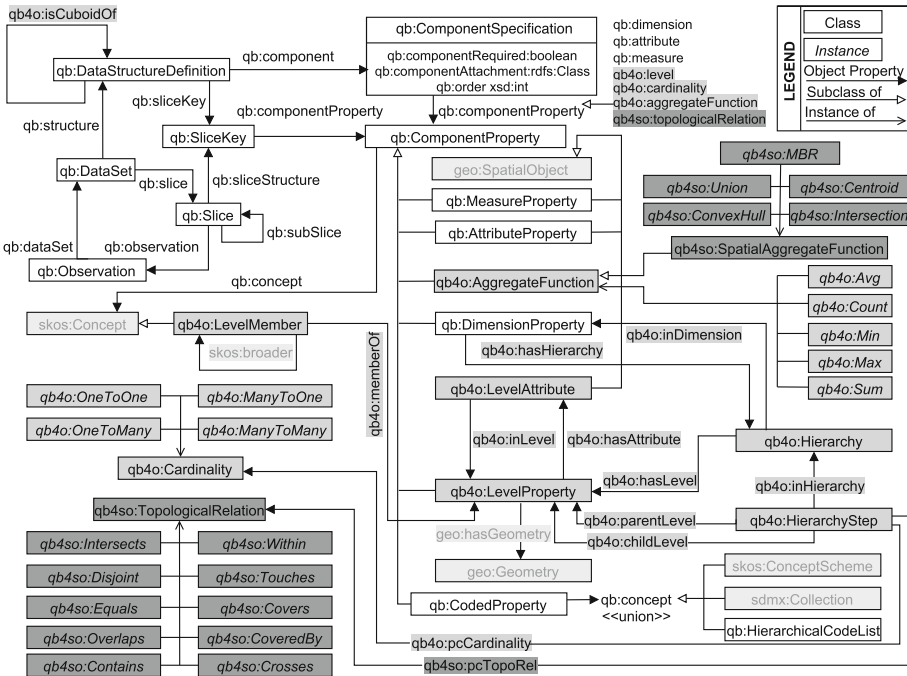 qb4o:isCuboidOf
qb:DataStructureDefinition
qb:component
qb:ComponentSpecification
qb:componentRequired:boolean
qb:componentAttachment:rdfs:Class
qb:order xsd:int
qb:dimension
qb:attribute
qb:measure
qb4o:level
qb4o:cardinality
qb4o:aggregateFunction
qb4so:topologicalRelation
LEGEND
Class
Instance
Object Property
Subclass of
Instance of
qb:structure
qb:sliceKey
qb:componentProperty
qb:componentProperty
qb:SliceKey
qb:ComponentProperty
qb:DataSet
qb:slice
qb:sliceStructure
qb:Slice
qb:subSlice
qb:dataSet
qb:observation
qb:Observation
qb:concept
geo:SpatialObject
qb:MeasureProperty
qb:AttributeProperty
qb4so:MBR
qb4so:Union
qb4so:Centroid
qb4so:ConvexHull
qb4so:Intersection
qb4so:SpatialAggregateFunction
qb4o:AggregateFunction
qb4o:Avg
qb4o:Count
qb4o:Min
qb4o:Max
qb4o:Sum
skos:Concept
qb4o:LevelMember
skos:broader
qb4o:memberOf
qb:DimensionProperty
qb4o:inDimension
qb4o:hasHierarchy
qb4o:LevelAttribute
qb4o:inLevel
qb4o:hasAttribute
qb4o:OneToOne
qb4o:ManyToOne
qb4o:OneToMany
qb4o:ManyToMany
qb4o:Cardinality
qb4o:Hierarchy
qb4o:hasLevel
qb4o:inHierarchy
qb4o:LevelProperty
qb4o:parentLevel
qb4o:HierarchyStep
qb4o:childLevel
geo:hasGeometry
geo:Geometry
qb4so:TopologicalRelation
qb4so:Intersects
qb4so:Within
qb4so:Disjoint
qb4so:Touches
qb4so:Equals
qb4so:Covers
qb4so:Overlaps
qb4so:CoveredBy
qb4so:Contains
qb4so:Crosses
qb:CodedProperty
qb:concept
<<union>>
skos:ConceptScheme
sdmx:Collection
qb:HierarchicalCodeList
qb4o:pcCardinality
qb4so:pcTopoRel